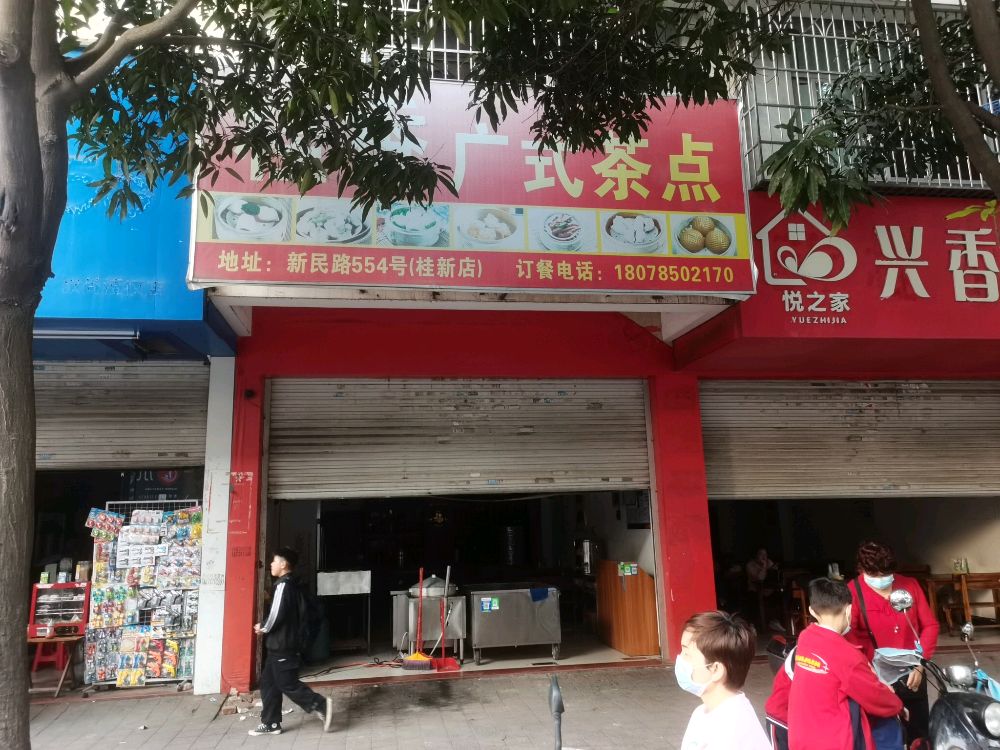 广式茶点
地址：新民路554号(桂新店)
订餐电话：18078502170
悦之家
YUEZHIJIA
兴香